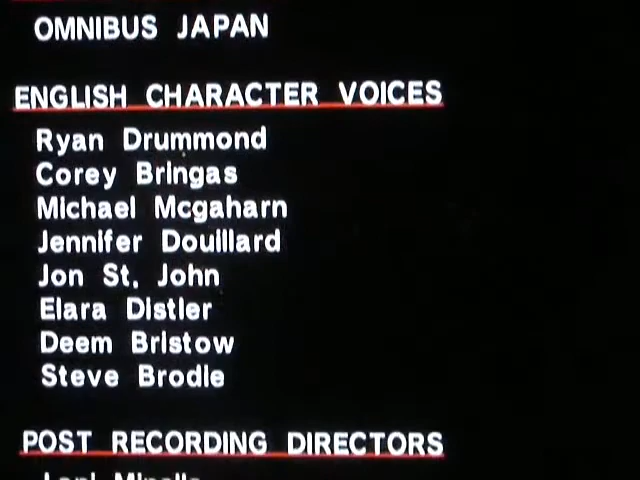 OMNIBUS JAPAN
ENGLISH CHARACTER VOICES
Ryan Drummond
Corey Bringas
Michael Mcgaharn
Jennifer Douillard
Jon St. John
Elara Distler
Deem Bristow
Steve Brodie
POST RECORDING DIRECTORS